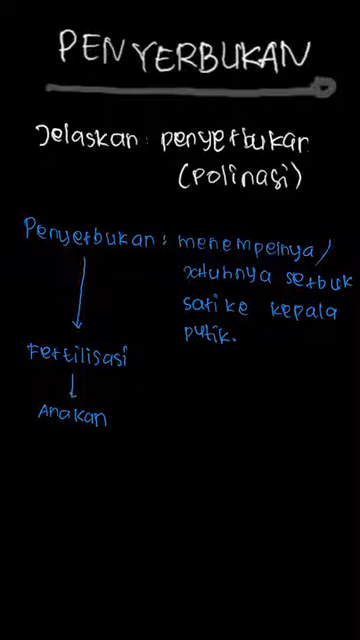 PENYERBUKAN
Jelaskan : penyerbukan
(polinasi)
Penyerbukan : menempelnya /
jatuhnya serbuk
sari ke kepala
putik.
Fertilisasi
Anakan